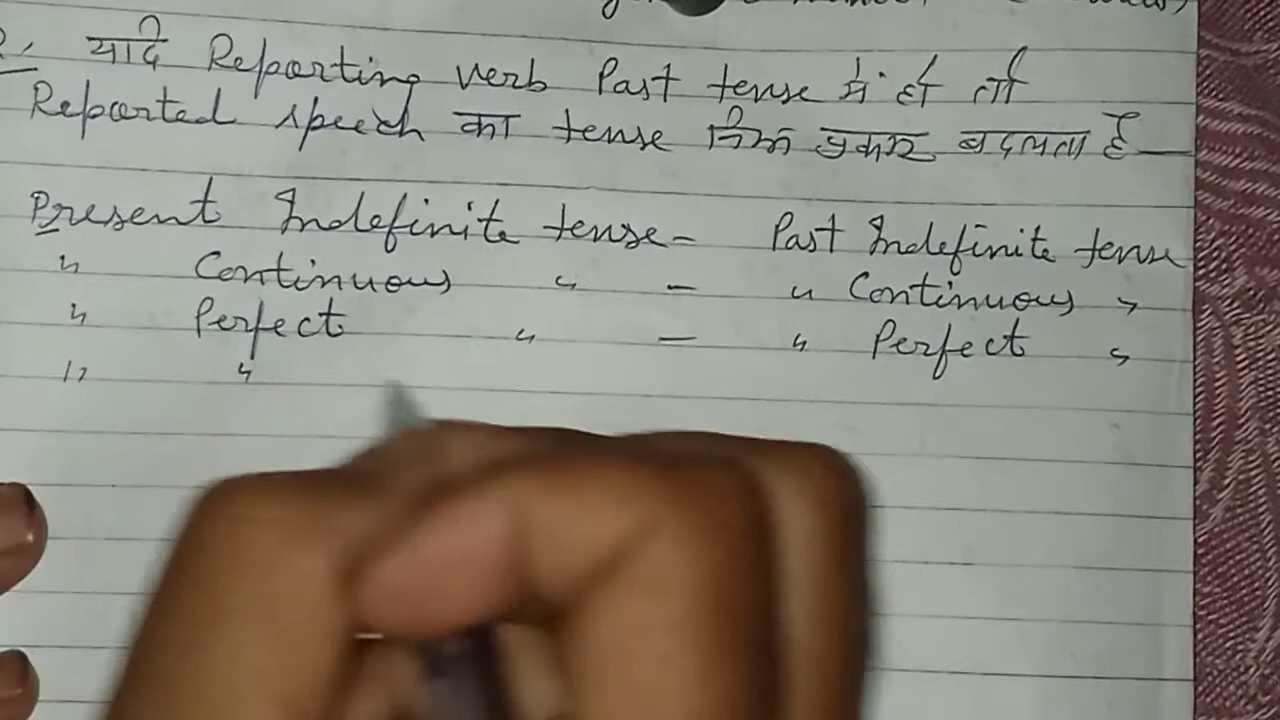 2. यदि Reporting verb Past tense में हो तो
Reported speech का tense निम्न प्रकार बदलता है—
Present Indefinite tense - Past Indefinite tense
" Continuous " - " Continuous "
" Perfect " - " Perfect "
" "